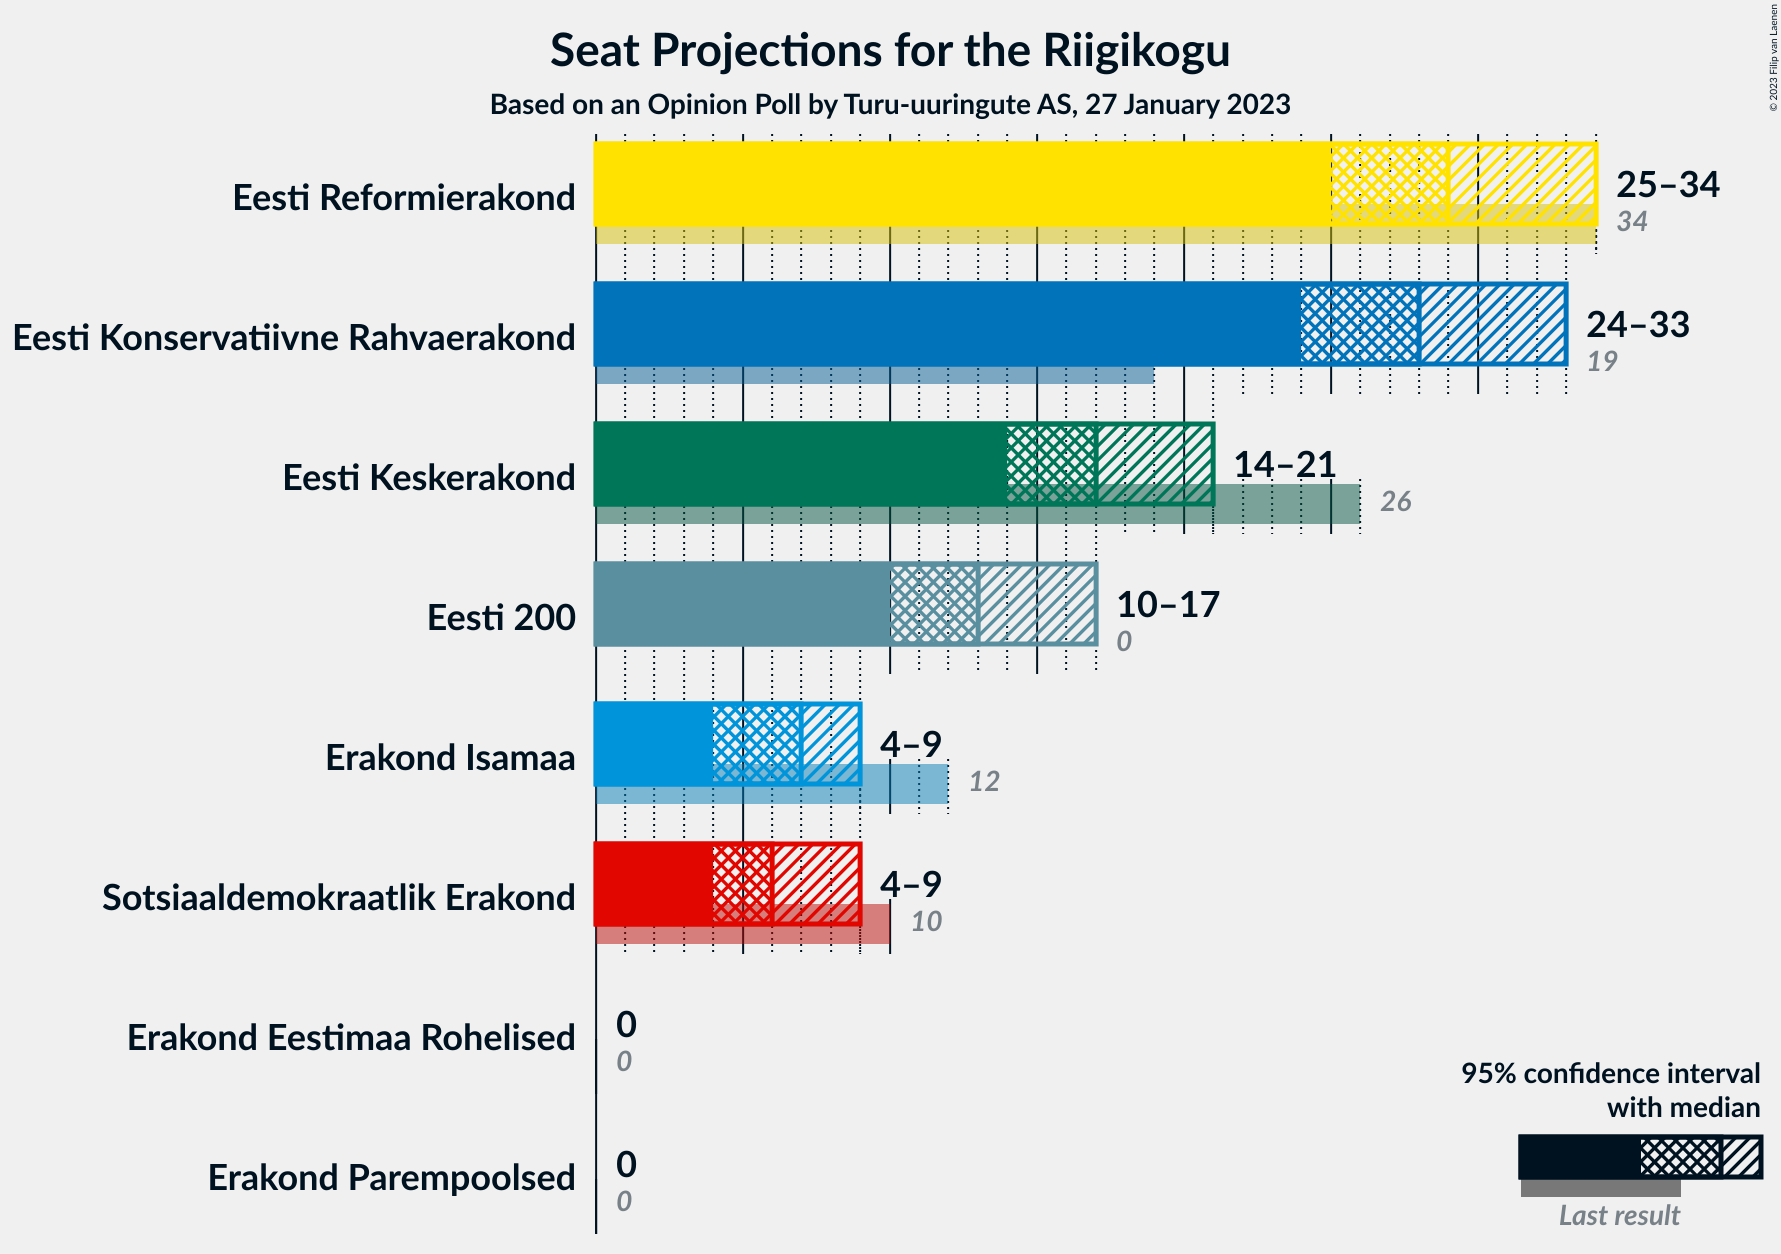 Seat Projections for the Riigikogu
Based on an Opinion Poll by Turu-uuringute AS, 27 January 2023
© 2023 Filip van Laenen
Eesti Reformierakond
25–34
34
Eesti Konservatiivne Rahvaerakond
24–33
19
Eesti Keskerakond
14–21
26
Eesti 200
10–17
0
Erakond Isamaa
4–9
12
Sotsiaaldemokraatlik Erakond
4–9
10
Erakond Eestimaa Rohelised
0
0
Erakond Parempoolsed
0
0
95% confidence interval
with median
Last result